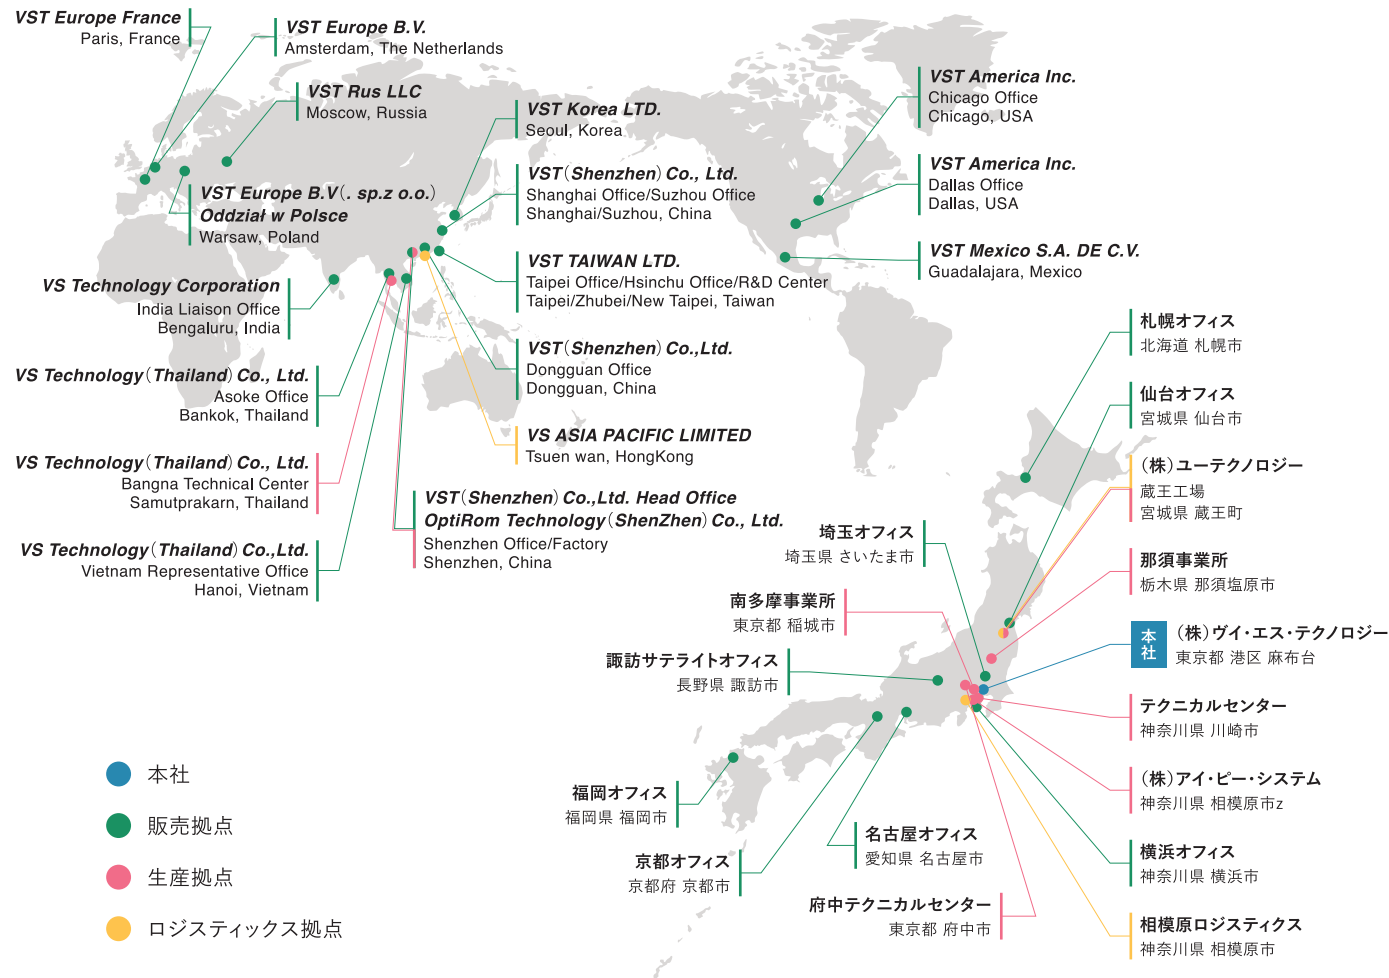 VST Europe France
Paris, France
VST Europe B.V.
Amsterdam, The Netherlands
VST Rus LLC
Moscow, Russia
VST Europe B.V(. sp.z o.o.)
Oddział w Polsce
Warsaw, Poland
VS Technology Corporation
India Liaison Office
Bengaluru, India
VS Technology(Thailand) Co., Ltd.
Asoke Office
Bankok, Thailand
VS Technology(Thailand) Co., Ltd.
Bangna Technical Center
Samutprakarn, Thailand
VS Technology(Thailand) Co.,Ltd.
Vietnam Representative Office
Hanoi, Vietnam
VST Korea LTD.
Seoul, Korea
VST(Shenzhen) Co., Ltd.
Shanghai Office/Suzhou Office
Shanghai/Suzhou, China
VST TAIWAN LTD.
Taipei Office/Hsinchu Office/R&D Center
Taipei/Zhubei/New Taipei, Taiwan
VST(Shenzhen) Co.,Ltd.
Dongguan Office
Dongguan, China
VS ASIA PACIFIC LIMITED
Tsuen wan, HongKong
VST(Shenzhen) Co.,Ltd. Head Office
OptiRom Technology(ShenZhen) Co., Ltd.
Shenzhen Office/Factory
Shenzhen, China
VST America Inc.
Chicago Office
Chicago, USA
VST America Inc.
Dallas Office
Dallas, USA
VST Mexico S.A. DE C.V.
Guadalajara, Mexico
札幌オフィス
北海道 札幌市
仙台オフィス
宮城県 仙台市
(株)ユーテクノロジー
蔵王工場
宮城県 蔵王町
那須事業所
栃木県 那須塩原市
本社
(株)ヴイ・エス・テクノロジー
東京都 港区 麻布台
テクニカルセンター
神奈川県 川崎市
(株)アイ・ピー・システム
神奈川県 相模原市z
横浜オフィス
神奈川県 横浜市
相模原ロジスティクス
神奈川県 相模原市
埼玉オフィス
埼玉県 さいたま市
南多摩事業所
東京都 稲城市
諏訪サテライトオフィス
長野県 諏訪市
福岡オフィス
福岡県 福岡市
京都オフィス
京都府 京都市
名古屋オフィス
愛知県 名古屋市
府中テクニカルセンター
東京都 府中市
本社
販売拠点
生産拠点
ロジスティックス拠点